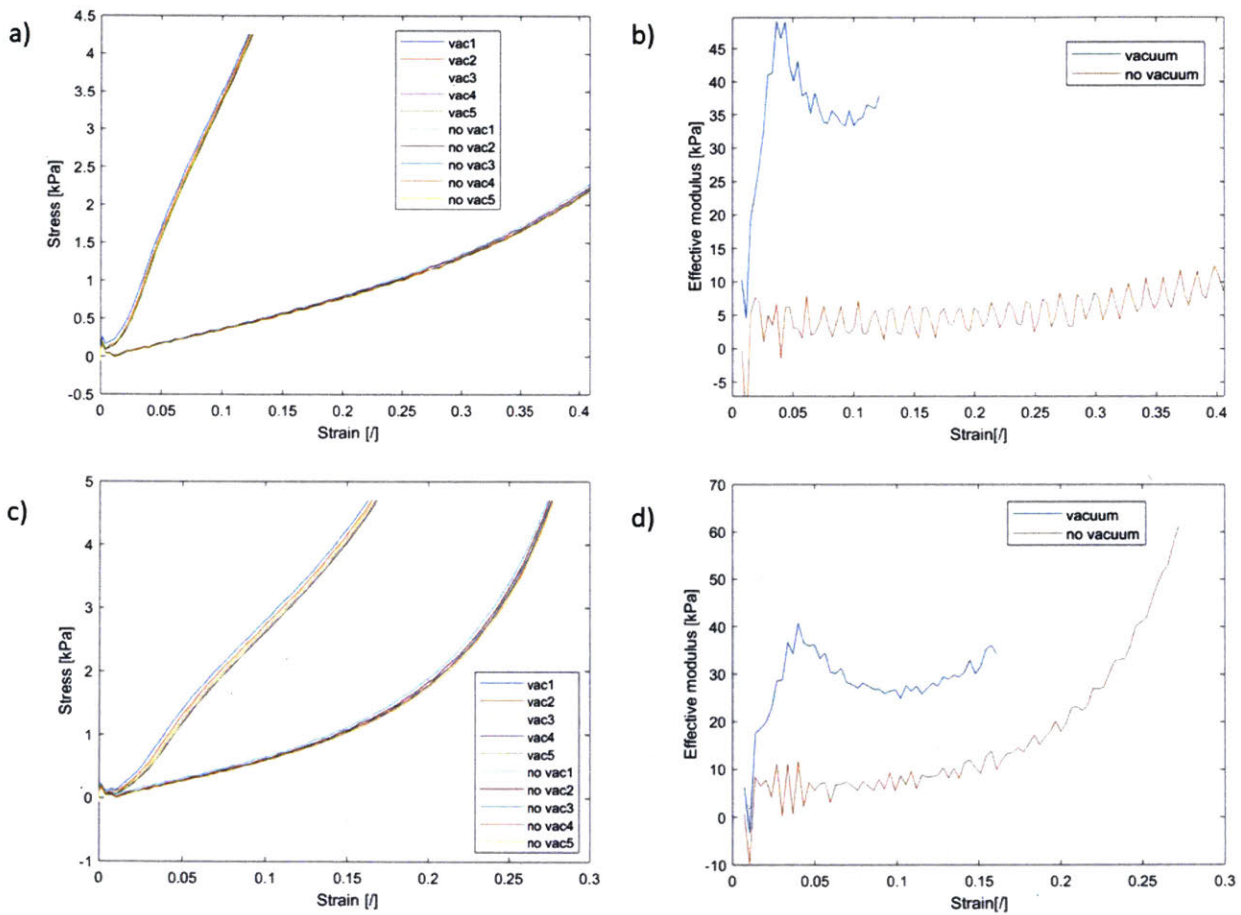 a)
4.5
4
3.5
3
2.5
2
1.5
1
0.5
0
-0.5
Stress [kPa]
0 0.05 0.1 0.15 0.2 0.25 0.3 0.35 0.4
Strain [/]
vac1
vac2
vac3
vac4
vac5
no vac1
no vac2
no vac3
no vac4
no vac5
b)
45
40
35
30
25
20
15
10
5
0
-5
Effective modulus [kPa]
0 0.05 0.1 0.15 0.2 0.25 0.3 0.35 0.4
Strain[/]
vacuum
no vacuum
c)
5
4
3
2
1
0
-1
Stress [kPa]
0 0.05 0.1 0.15 0.2 0.25 0.3
Strain [/]
vac1
vac2
vac3
vac4
vac5
no vac1
no vac2
no vac3
no vac4
no vac5
d)
70
60
50
40
30
20
10
0
-10
Effective modulus [kPa]
0 0.05 0.1 0.15 0.2 0.25 0.3
Strain[/]
vacuum
no vacuum